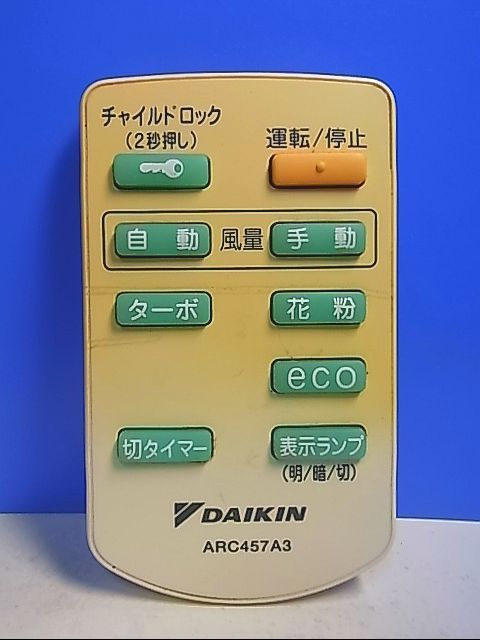 チャイルドロック
(2秒押し)
運転/停止
自動 風量 手動
ターボ 花粉
eco
切タイマー 表示ランプ
(明/暗/切)
DAIKIN
ARC457A3